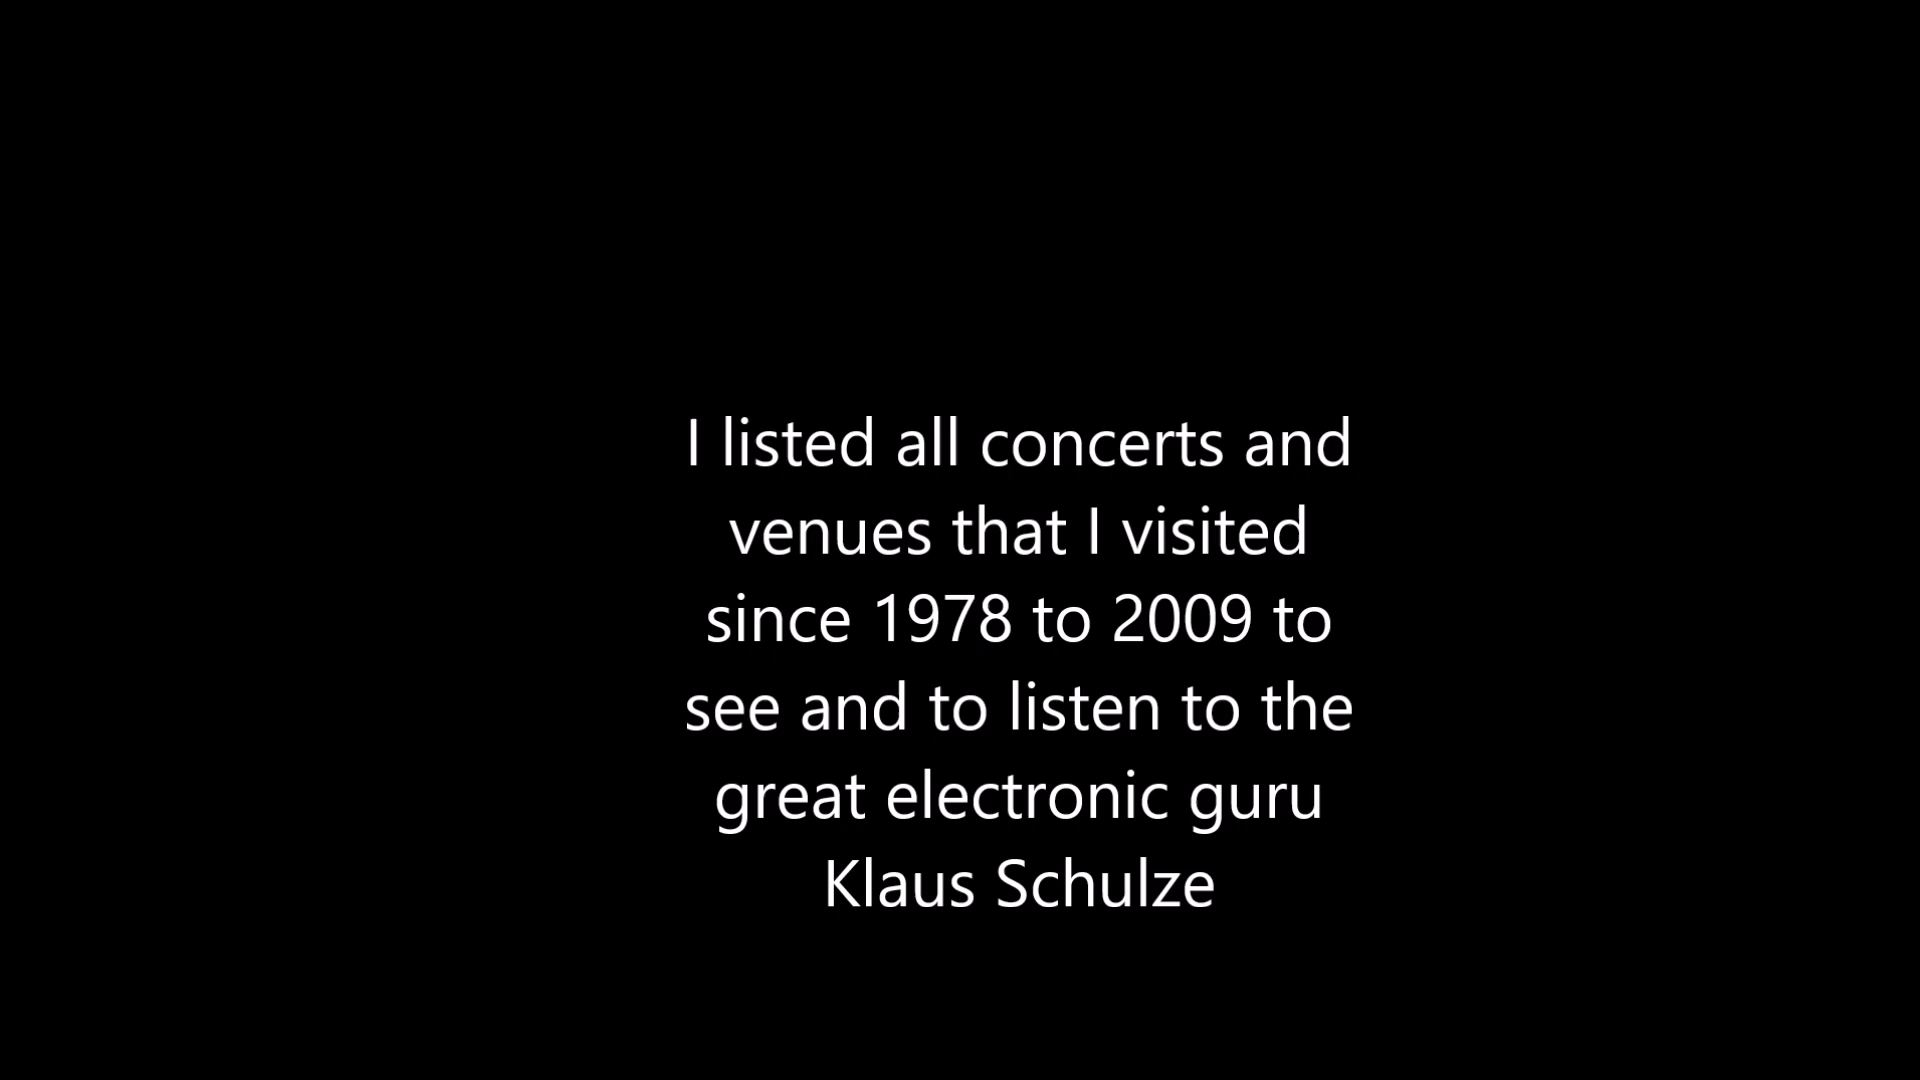 I listed all concerts and
venues that I visited
since 1978 to 2009 to
see and to listen to the
great electronic guru
Klaus Schulze